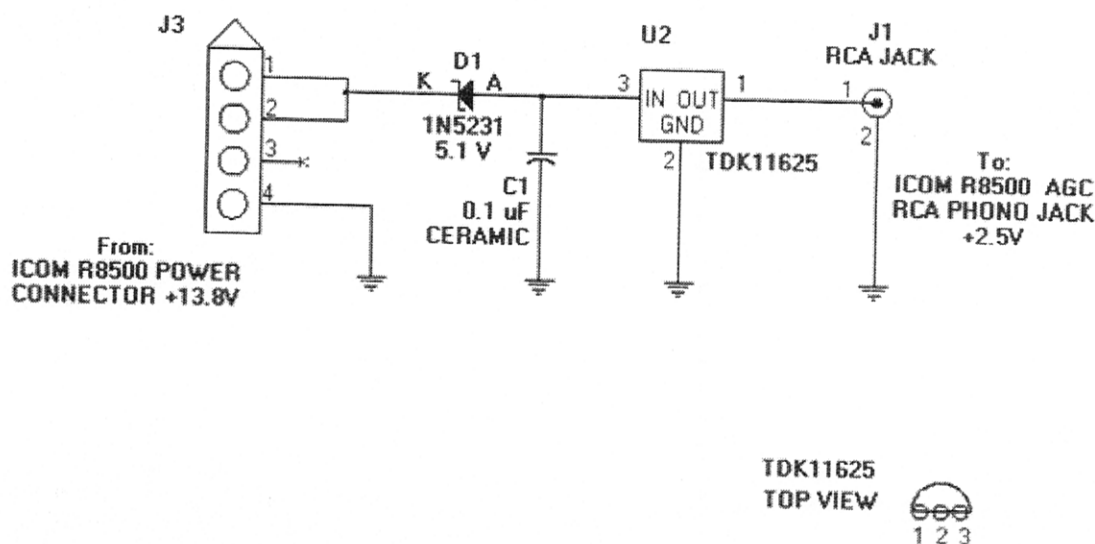 J3
1
2
3
4
From:
ICOM R8500 POWER
CONNECTOR +13.8V
D1
K A
1N5231
5.1 V
C1
0.1 uF
CERAMIC
U2
3 1
IN OUT
GND
2
TDK11625
J1
RCA JACK
1
2
To:
ICOM R8500 AGC
RCA PHONO JACK
+2.5V
TDK11625
TOP VIEW
1 2 3